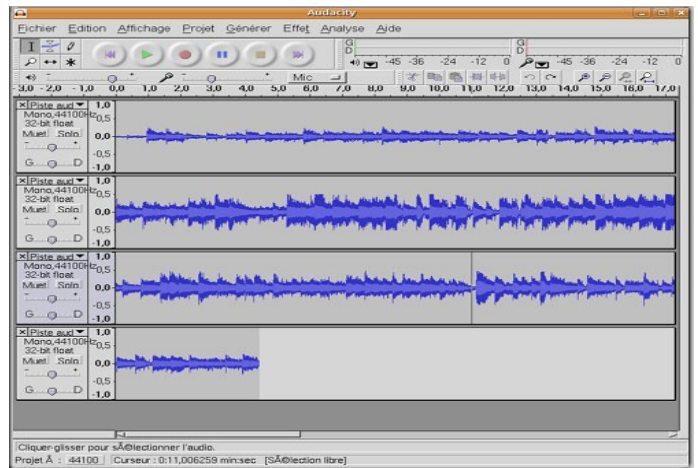 Audacity
Fichier Edition Affichage Projet Générer Effet Analyse Aide
G
D
-45 -36 -24 -12 0
G
D
-45 -36 -24 -12 0
Mic
-3,0 -2,0 -1,0 0,0 1,0 2,0 3,0 4,0 5,0 6,0 7,0 8,0 9,0 10,0 11,0 12,0 13,0 14,0 15,0 16,0 17,0
Piste aud
Mono,44100Hz
32-bit float
Muet Solo
- +
G D
1,0
0,5
0,0
-0,5
-1,0
Piste aud
Mono,44100Hz
32-bit float
Muet Solo
- +
G D
1,0
0,5
0,0
-0,5
-1,0
Piste aud
Mono,44100Hz
32-bit float
Muet Solo
- +
G D
1,0
0,5
0,0
-0,5
-1,0
Piste aud
Mono,44100Hz
32-bit float
Muet Solo
- +
G D
1,0
0,5
0,0
-0,5
-1,0
Cliquer-glisser pour sÃ©lectionner l'audio.
Projet Ã : 44100 Curseur : 0:11,006259 min:sec [SÃ©lection libre]